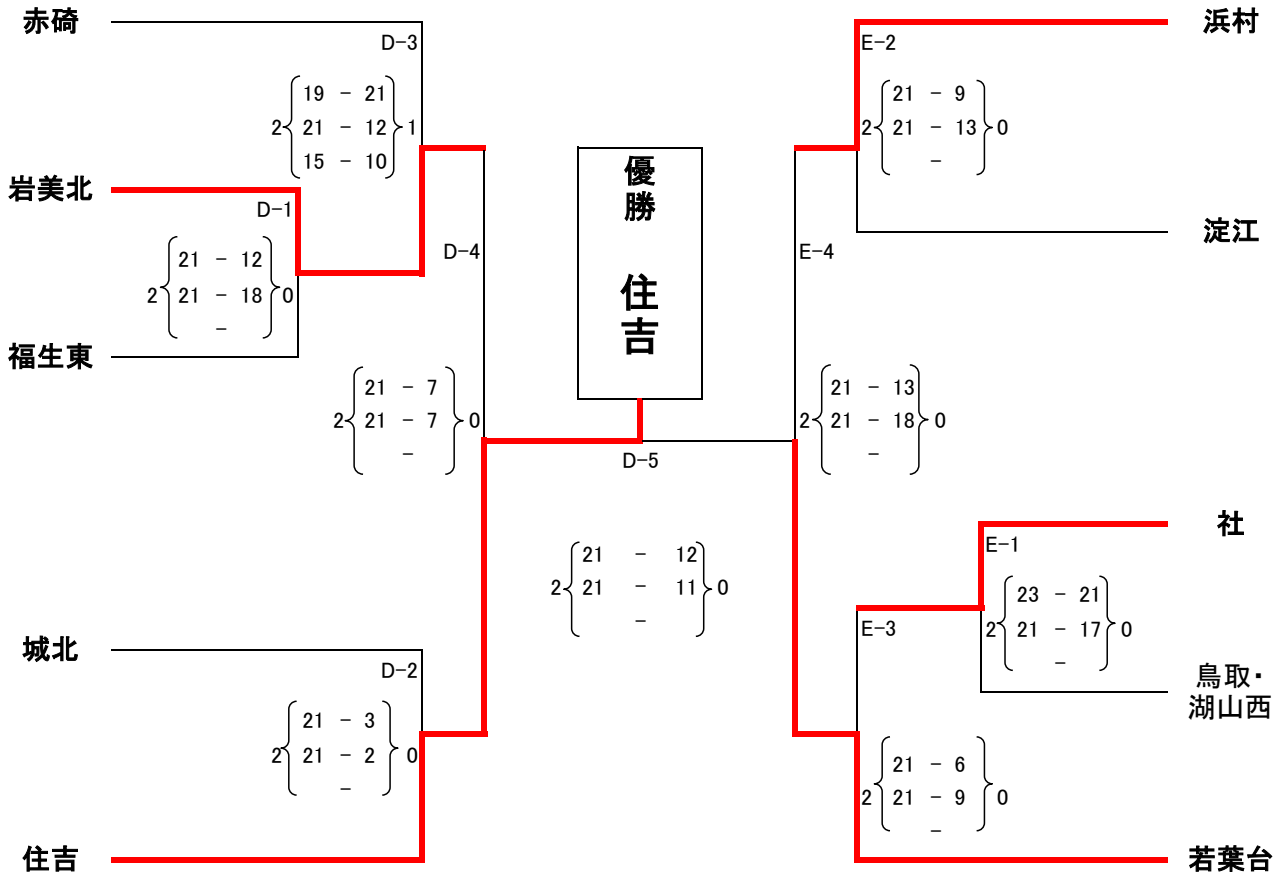 赤碕
D-3
2 19 - 21 1
21 - 12
15 - 10
岩美北
D-1
2 21 - 12 0
21 - 18
-
福生東
D-4
2 21 - 7 0
21 - 7
-
城北
D-2
2 21 - 3 0
21 - 2
-
住吉
優勝
住吉
D-5
2 21 - 12 0
21 - 11
-
浜村
E-2
2 21 - 9 0
21 - 13
-
淀江
E-4
2 21 - 13 0
21 - 18
-
社
E-1
2 23 - 21 0
21 - 17
-
鳥取・
湖山西
E-3
2 21 - 6 0
21 - 9
-
若葉台